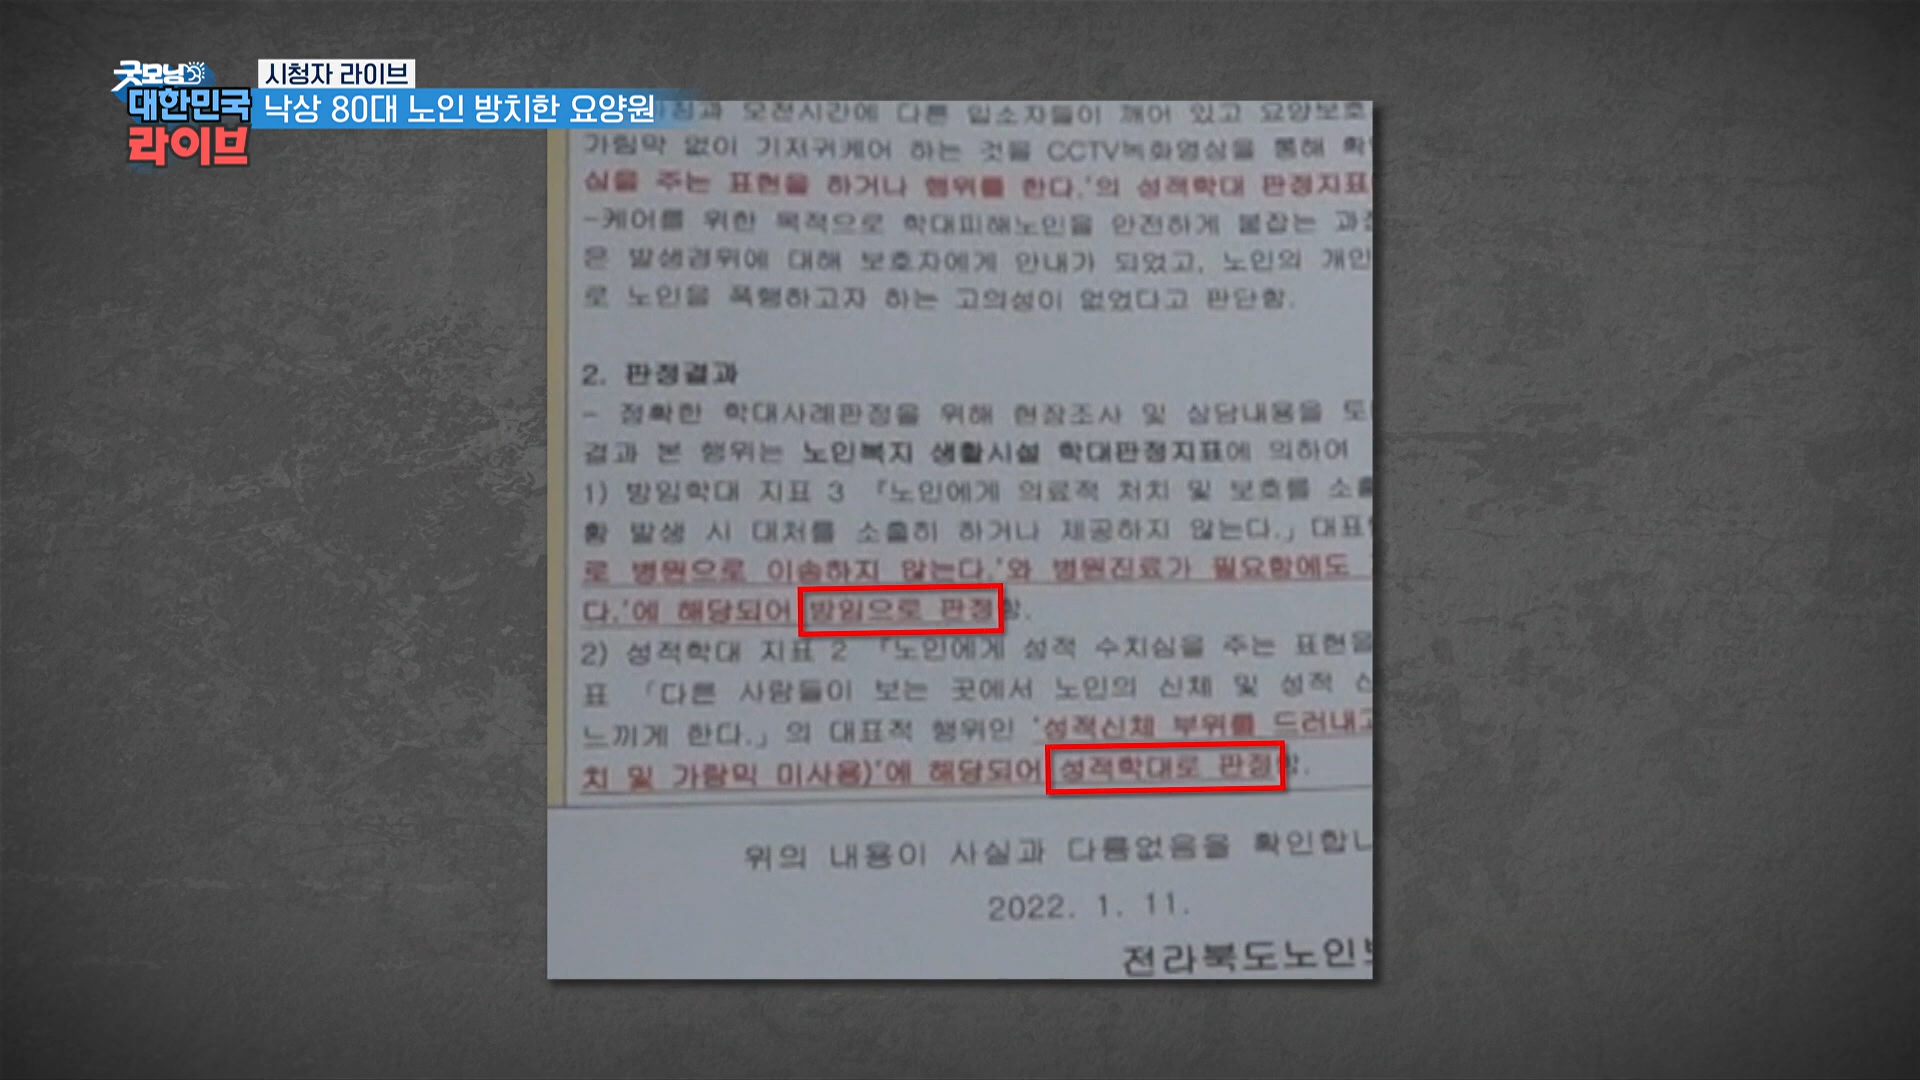 굿모닝
대한민국
라이브
시청자 라이브
낙상 80대 노인 방치한 요양원
오전시간에 다른 입소자들이 깨어 있고 요양보호
가림막 없이 기저귀케어 하는 것을 CCTV녹화영상을 통해 확
심을 주는 표현을 하거나 행위를 한다.'의 성적학대 판정지표
-케어를 위한 목적으로 학대피해노인을 안전하게 붙잡는 과정
은 발생경위에 대해 보호자에게 안내가 되었고, 노인의 개인
로 노인을 폭행하고자 하는 고의성이 없었다고 판단함.
2. 판정결과
- 정확한 학대사례판정을 위해 현장조사 및 상담내용을 토
결과 본 행위는 노인복지 생활시설 학대판정지표에 의하여
1) 방임학대 지표 3 「노인에게 의료적 처치 및 보호를 소홀
황 발생 시 대처를 소홀히 하거나 제공하지 않는다.」 대표
로 병원으로 이송하지 않는다.'와 병원진료가 필요함에도
다.'에 해당되어 방임으로 판정함.
2) 성적학대 지표 2 「노인에게 성적 수치심을 주는 표현을
표 「다른 사람들이 보는 곳에서 노인의 신체 및 성적 신
느끼게 한다.」의 대표적 행위인 '성적신체 부위를 드러내고
치 및 가람막 미사용)'에 해당되어 성적학대로 판정함.
위의 내용이 사실과 다름없음을 확인합니
2022. 1. 11.
전라북도노인보